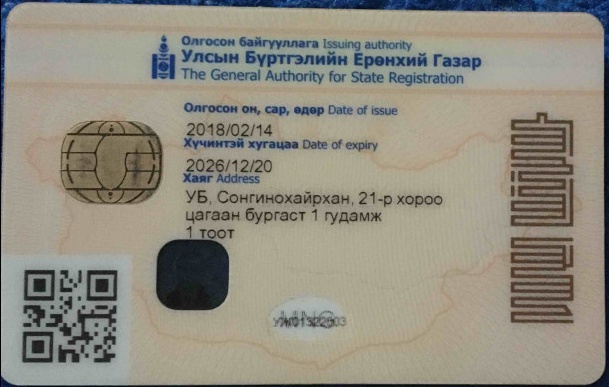 Олгосон байгууллага Issuing authority
Улсын Бүртгэлийн Ерөнхий Газар
The General Authority for State Registration
Олгосон он, сар, өдөр Date of issue
2018/02/14
Хүчинтэй хугацаа Date of expiry
2026/12/20
Хаяг Address
УБ, Сонгинохайрхан, 21-р хороо
цагаан бургаст 1 гудамж
1 тоот
MNG